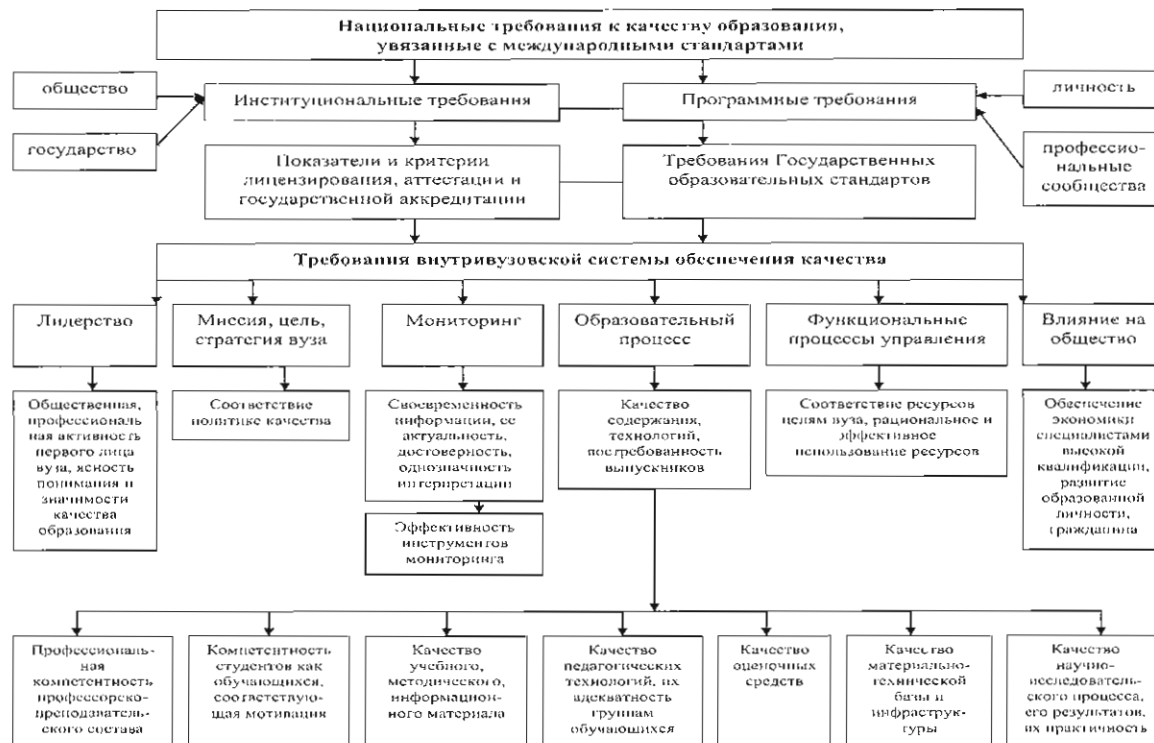 Национальные требования к качеству образования,
увязанные с международными стандартами
общество
государство
Институциональные требования
Программные требования
личность
профессио-
нальные
сообщества
Показатели и критерии
лицензирования, аттестации и
государственной аккредитации
Требования Государственных
образовательных стандартов
Требования внутривузовской системы обеспечения качества
Лидерство
Миссия, цель,
стратегия вуза
Мониторинг
Образовательный
процесс
Функциональные
процессы управления
Влияние на
общество
Общественная,
профессиональ
ная активность
первого лица
вуза, ясность
понимания и
значимости
качества
образования
Соответствие
политике качества
Своевременность
информации, ее
актуальность,
достоверность,
однозначность
интерпретации
Эффективность
инструментов
мониторинга
Качество
содержания,
технологий,
востребованность
выпускников
Соответствие ресурсов
целям вуза, рациональное и
эффективное
использование ресурсов
Обеспечение
экономики
специалистами
высокой
квалификации,
развитие
образованной
личности,
гражданина
Профессиональ-
ная
компетентность
профессорско-
преподаватель-
ского состава
Компетентность
студентов как
обучающихся,
соответствую-
щая мотивация
Качество
учебного,
методического,
информацион-
ного материала
Качество
педагогических
технологий, их
адекватность
группам
обучающихся
Качество
оценочных
средств
Качество
материально-
технической
базы и
инфраструк-
туры
Качество
научно-
исследователь-
ского процесса,
его результатов,
их практичность